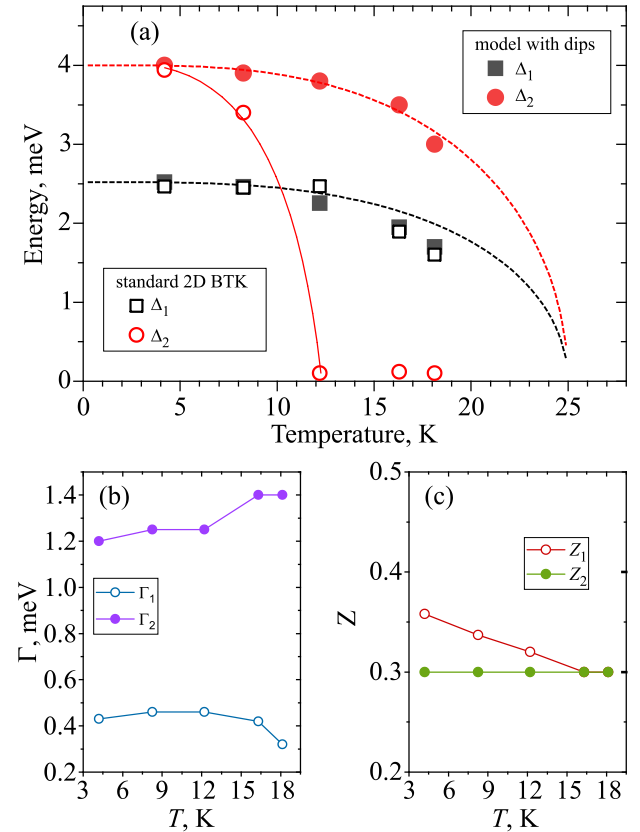 (a)
model with dips
Δ₁
Δ₂
standard 2D BTK
Δ₁
Δ₂
Energy, meV
4
3
2
1
0
0
5
10
15
20
25
Temperature, K
(b)
Γ₁
Γ₂
Γ, meV
1.4
1.2
1.0
0.8
0.6
0.4
0.2
3 6 9 12 15 18
T, K
(c)
Z₁
Z₂
Z
0.5
0.4
0.3
0.2
3 6 9 12 15 18
T, K